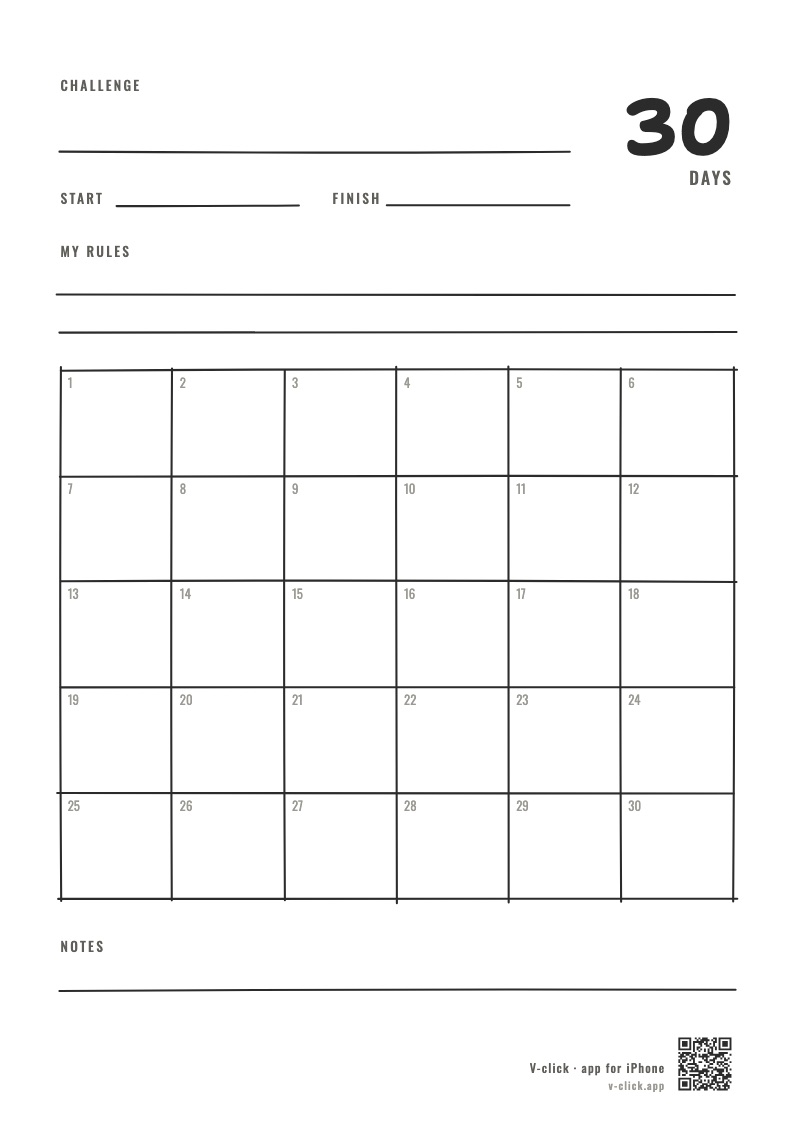 CHALLENGE
30
DAYS
START FINISH
MY RULES
1 2 3 4 5 6
7 8 9 10 11 12
13 14 15 16 17 18
19 20 21 22 23 24
25 26 27 28 29 30
NOTES
V-click · app for iPhone
v-click.app